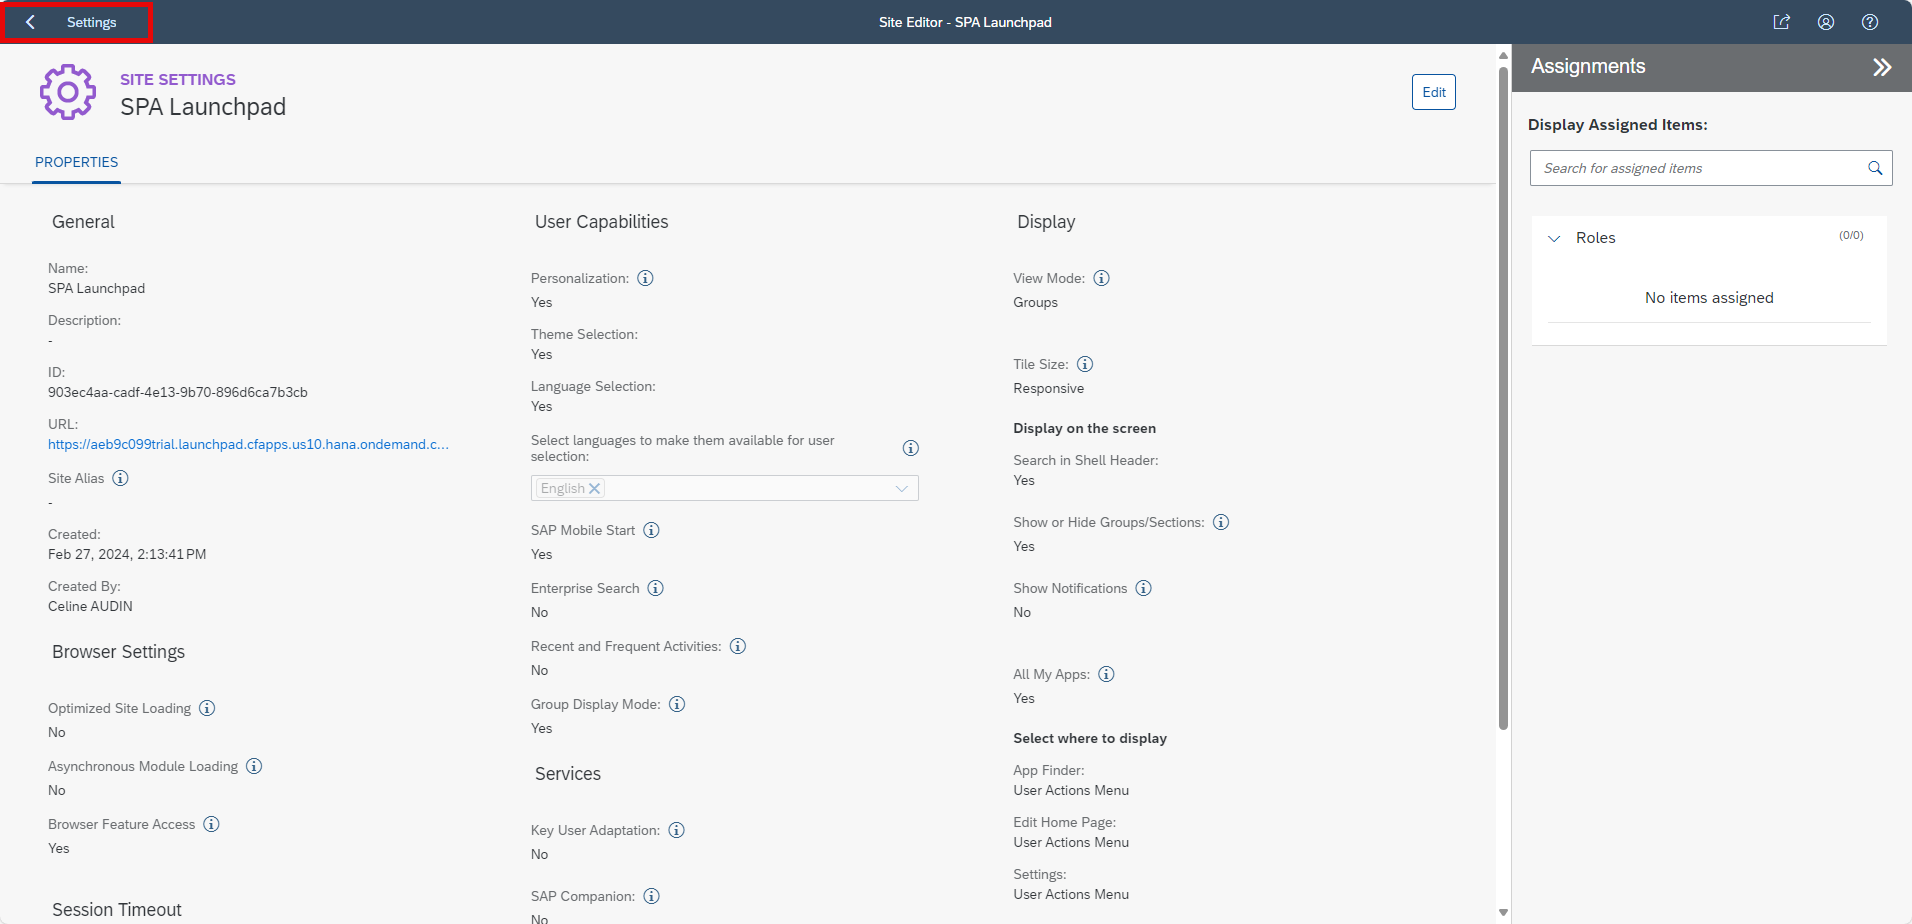 Settings
Site Editor - SPA Launchpad
SITE SETTINGS
SPA Launchpad
Edit
PROPERTIES
General
Name:
SPA Launchpad
Description:
-
ID:
903ec4aa-cadf-4e13-9b70-896d6ca7b3cb
URL:
https://aeb9c099trial.launchpad.cfapps.us10.hana.ondemand.c...
Site Alias
-
Created:
Feb 27, 2024, 2:13:41 PM
Created By:
Celine AUDIN
Browser Settings
Optimized Site Loading
No
Asynchronous Module Loading
No
Browser Feature Access
Yes
Session Timeout
User Capabilities
Personalization:
Yes
Theme Selection:
Yes
Language Selection:
Yes
Select languages to make them available for user
selection:
English
SAP Mobile Start
Yes
Enterprise Search
No
Recent and Frequent Activities:
No
Group Display Mode:
Yes
Services
Key User Adaptation:
No
SAP Companion:
No
Display
View Mode:
Groups
Tile Size:
Responsive
Display on the screen
Search in Shell Header:
Yes
Show or Hide Groups/Sections:
Yes
Show Notifications
No
All My Apps:
Yes
Select where to display
App Finder:
User Actions Menu
Edit Home Page:
User Actions Menu
Settings:
User Actions Menu
Assignments
Display Assigned Items:
Search for assigned items
Roles
(0/0)
No items assigned